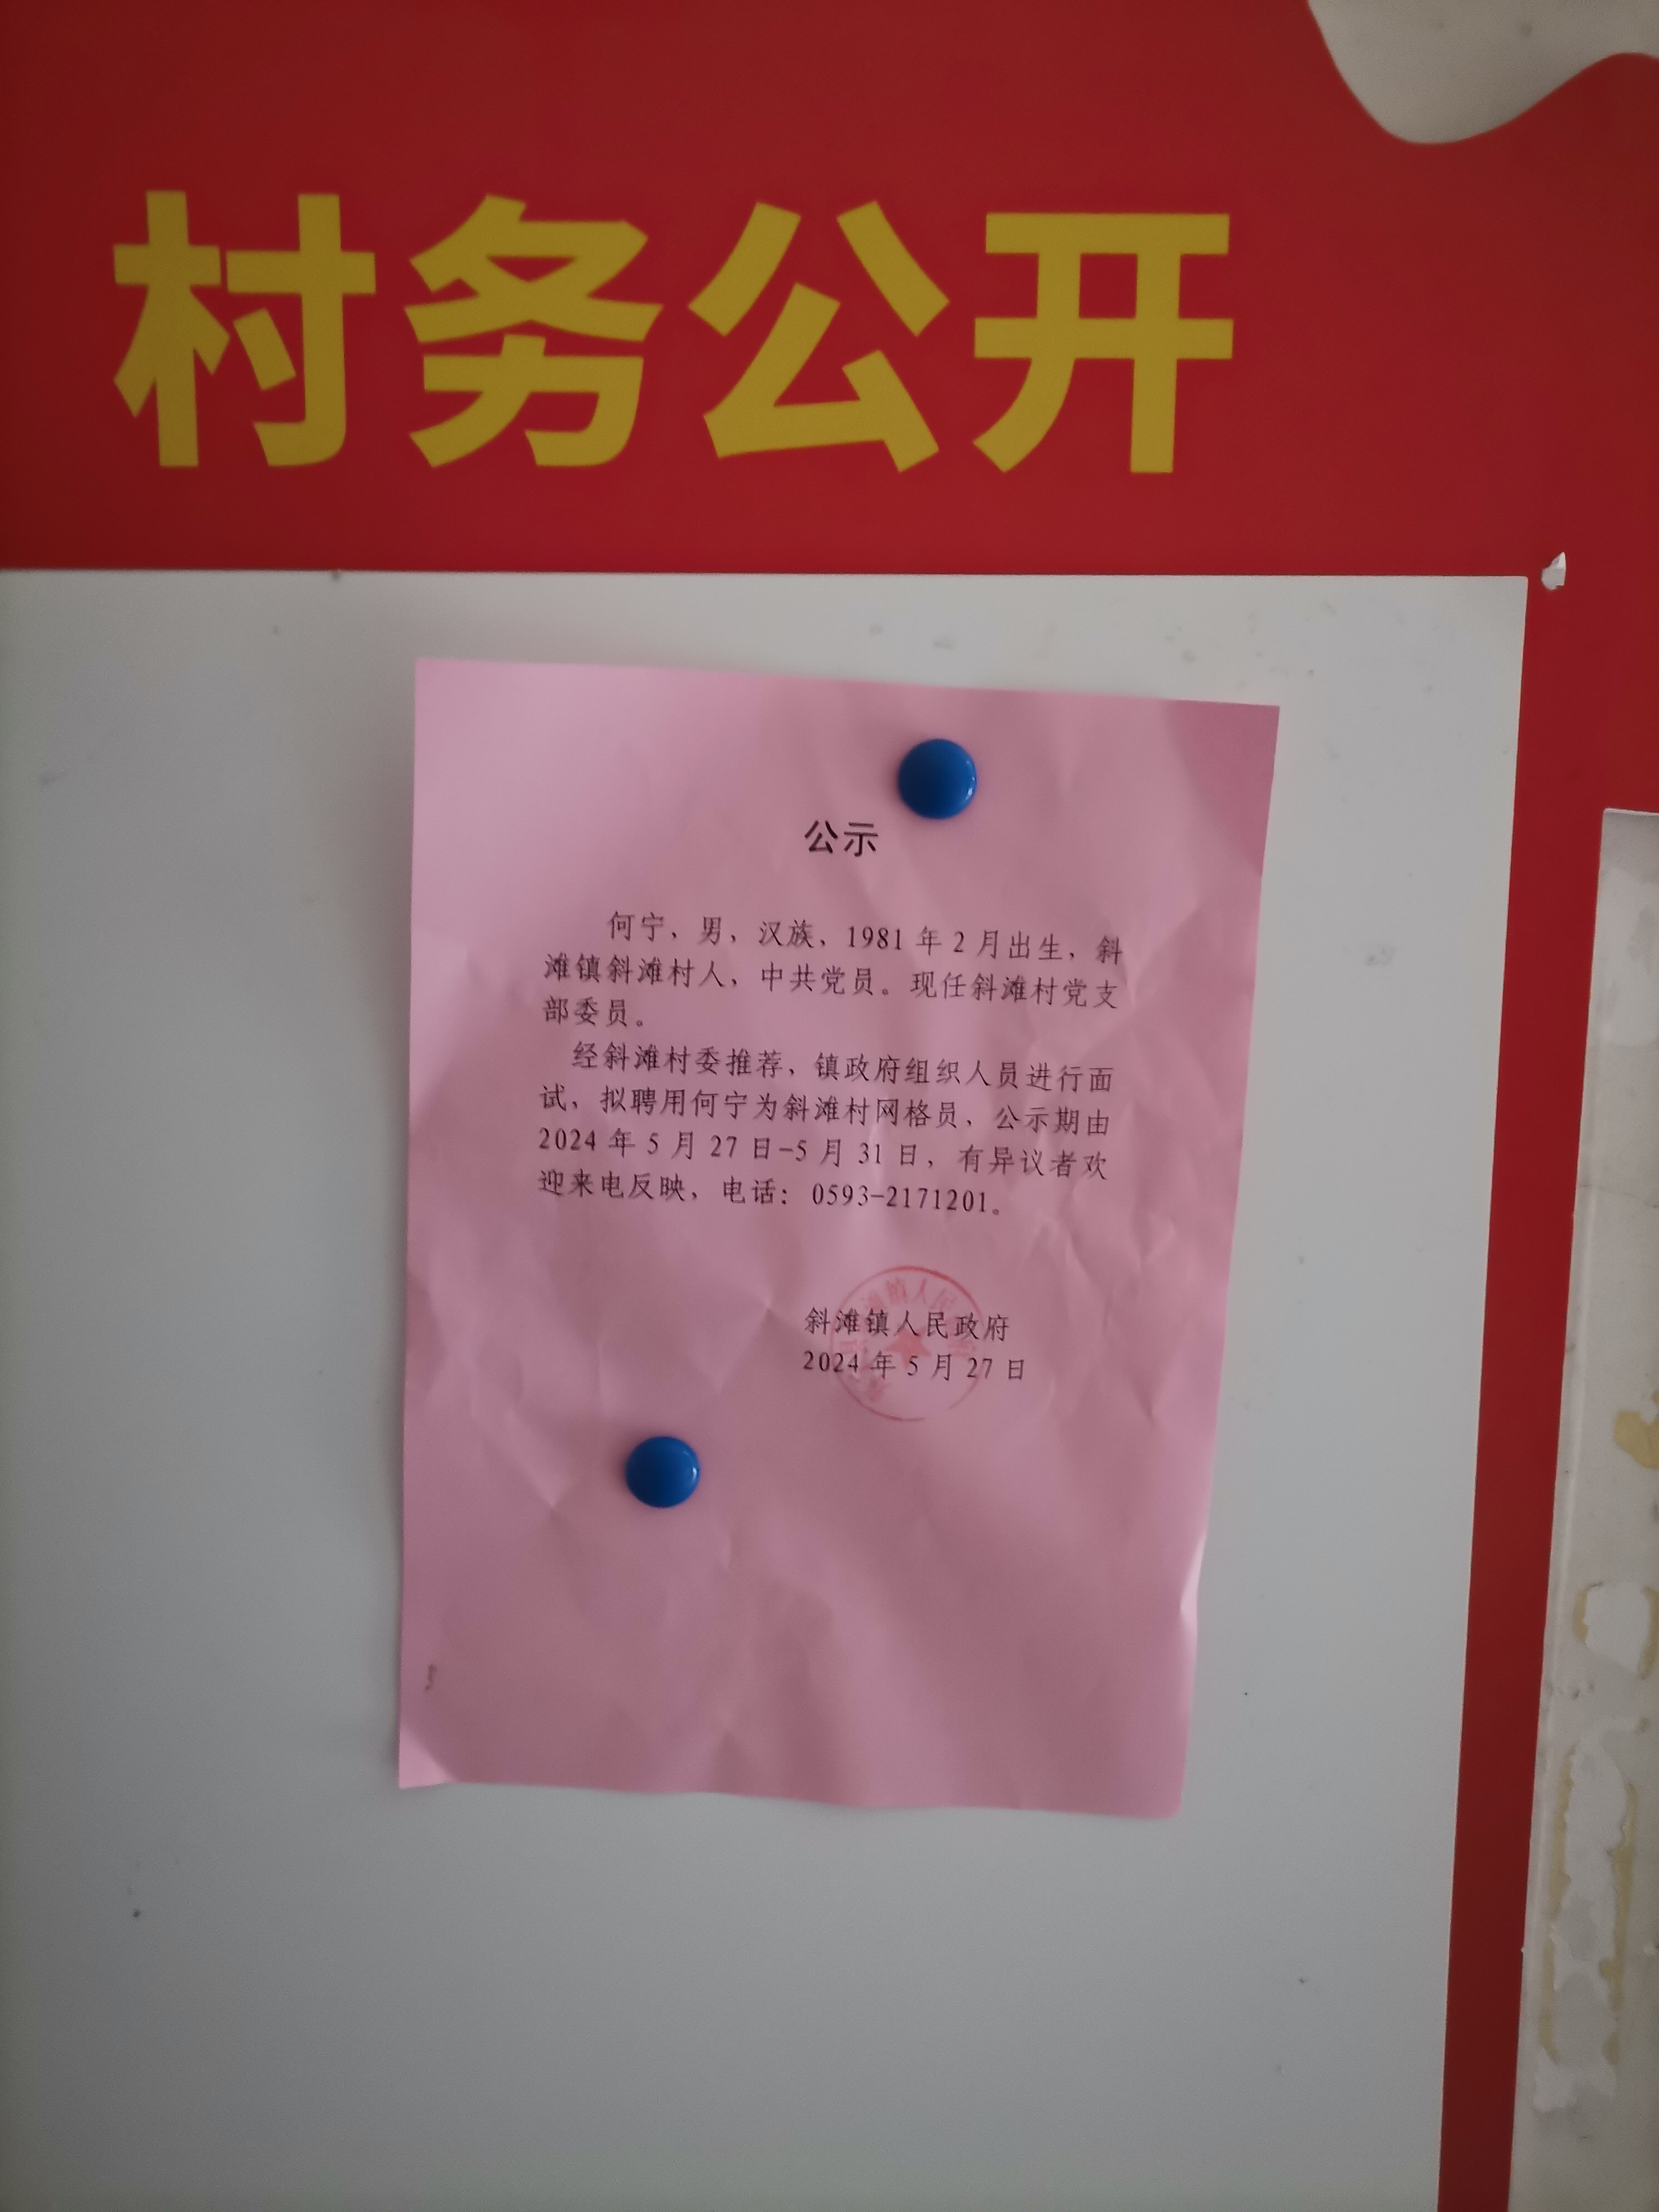 村务公开
公示
何宁，男，汉族，1981年2月出生，斜
滩镇斜滩村人，中共党员。现任斜滩村党支
部委员。
经斜滩村委推荐，镇政府组织人员进行面
试，拟聘用何宁为斜滩村网格员，公示期由
2024年5月27日-5月31日，有异议者欢
迎来电反映，电话：0593-2171201。
斜滩镇人民政府
2024年5月27日